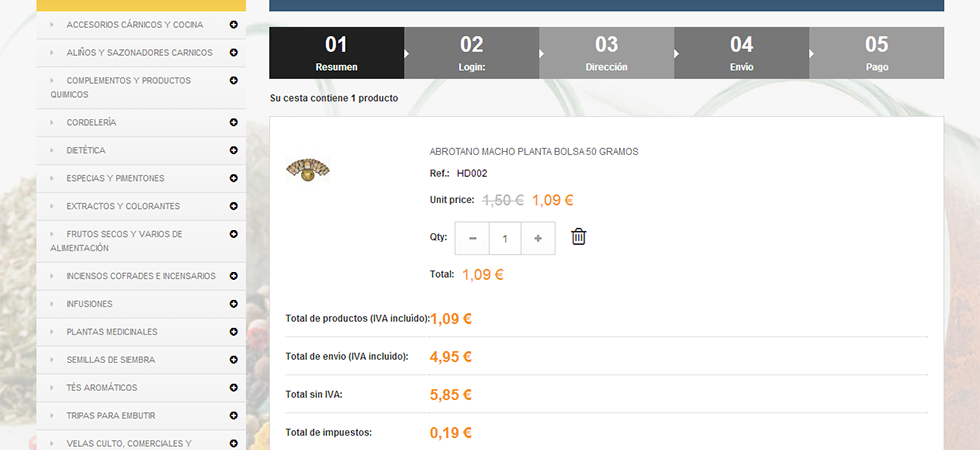 ACCESORIOS CÁRNICOS Y COCINA
ALIÑOS Y SAZONADORES CARNICOS
COMPLEMENTOS Y PRODUCTOS
QUIMICOS
CORDELERÍA
DIETÉTICA
ESPECIAS Y PIMENTONES
EXTRACTOS Y COLORANTES
FRUTOS SECOS Y VARIOS DE
ALIMENTACIÓN
INCIENSOS COFRADES E INCENSARIOS
INFUSIONES
PLANTAS MEDICINALES
SEMILLAS DE SIEMBRA
TÉS AROMÁTICOS
TRIPAS PARA EMBUTIR
VELAS CULTO, COMERCIALES Y
01 02 03 04 05
Resumen Login: Dirección Envío Pago
Su cesta contiene 1 producto
ABROTANO MACHO PLANTA BOLSA 50 GRAMOS
Ref.: HD002
Unit price: 1,50 € 1,09 €
Qty: − 1 +
Total: 1,09 €
Total de productos (IVA incluído): 1,09 €
Total de envío (IVA incluído): 4,95 €
Total sin IVA: 5,85 €
Total de impuestos: 0,19 €